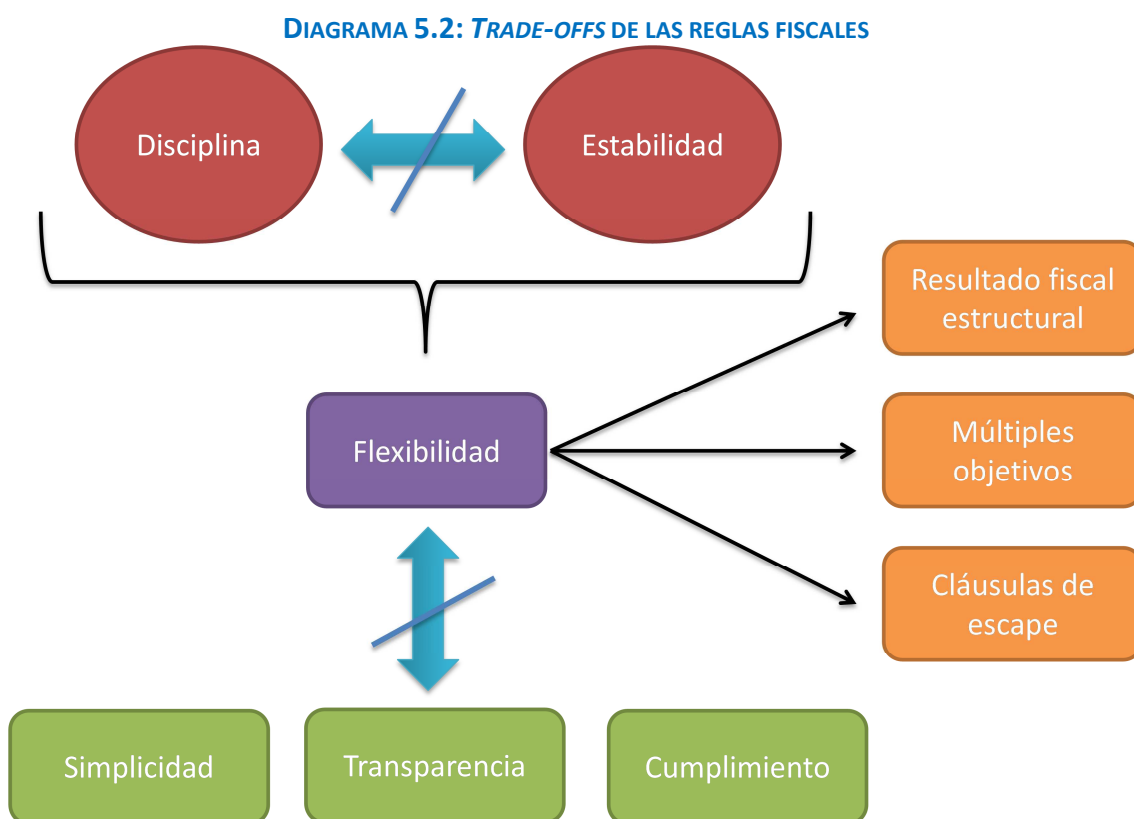 DIAGRAMA 5.2: TRADE-OFFS DE LAS REGLAS FISCALES
Disciplina
Estabilidad
Resultado fiscal
estructural
Flexibilidad
Múltiples
objetivos
Cláusulas de
escape
Simplicidad
Transparencia
Cumplimiento